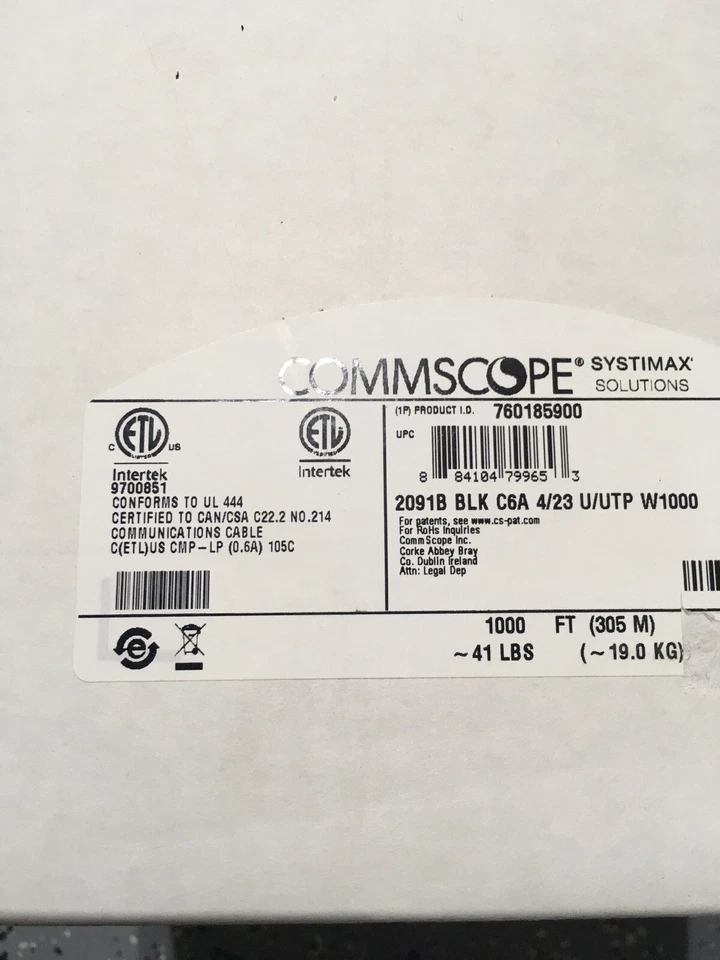 COMMSCOPE® SYSTIMAX®
SOLUTIONS
C ETL US
Intertek
9700851
ETL
Intertek
CONFORMS TO UL 444
CERTIFIED TO CAN/CSA C22.2 NO.214
COMMUNICATIONS CABLE
C(ETL)US CMP-LP (0.6A) 105C
(1P) PRODUCT I.D. 760185900
UPC
8 84104 79965 3
2091B BLK C6A 4/23 U/UTP W1000
For patents, see www.cs-pat.com
For RoHs Inquiries
CommScope Inc.
Corke Abbey Bray
Co. Dublin Ireland
Attn: Legal Dep
e
1000 FT (305 M)
~41 LBS (~19.0 KG)